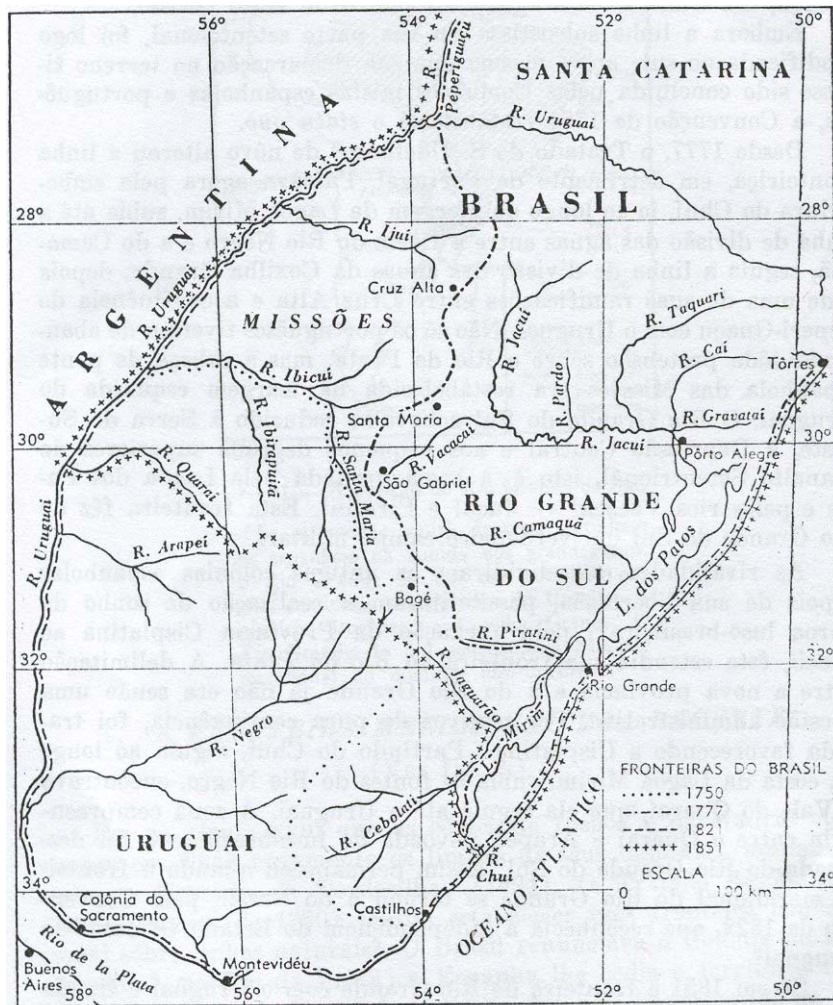 56°
54°
52°
50°
SANTA CATARINA
R. Peperiguaçú
R. Uruguai
ARGENTINA
BRASIL
28°
28°
R. Ijuí
Cruz Alta
R. Uruguai
MISSÕES
R. Jacuí
R. Taquari
R. Caí
Tôrres
R. Ibicuí
R. Pardo
Santa Maria
R. Gravataí
30°
R. Vacacaí
R. Jacuí
30°
Pôrto Alegre
Ibirapuitã
R. Santa Maria
R. Quaraí
São Gabriel
RIO GRANDE
DO SUL
R. Camaquã
L. dos Patos
R. Uruguai
R. Arapeí
Bagé
R. Piratini
32°
32°
Rio Grande
R. Jaguarão
L. Mirim
R. Negro
FRONTEIRAS DO BRASIL
1750
1777
1821
1851
R. Cebolatí
URUGUAI
R. Chuí
OCEANO ATLÂNTICO
ESCALA
0 100 km
34°
34°
Colônia do
Sacramento
Castilhos
Rio de la Plata
Buenos
Aires
Montevidéu
56°
54°
52°
50°